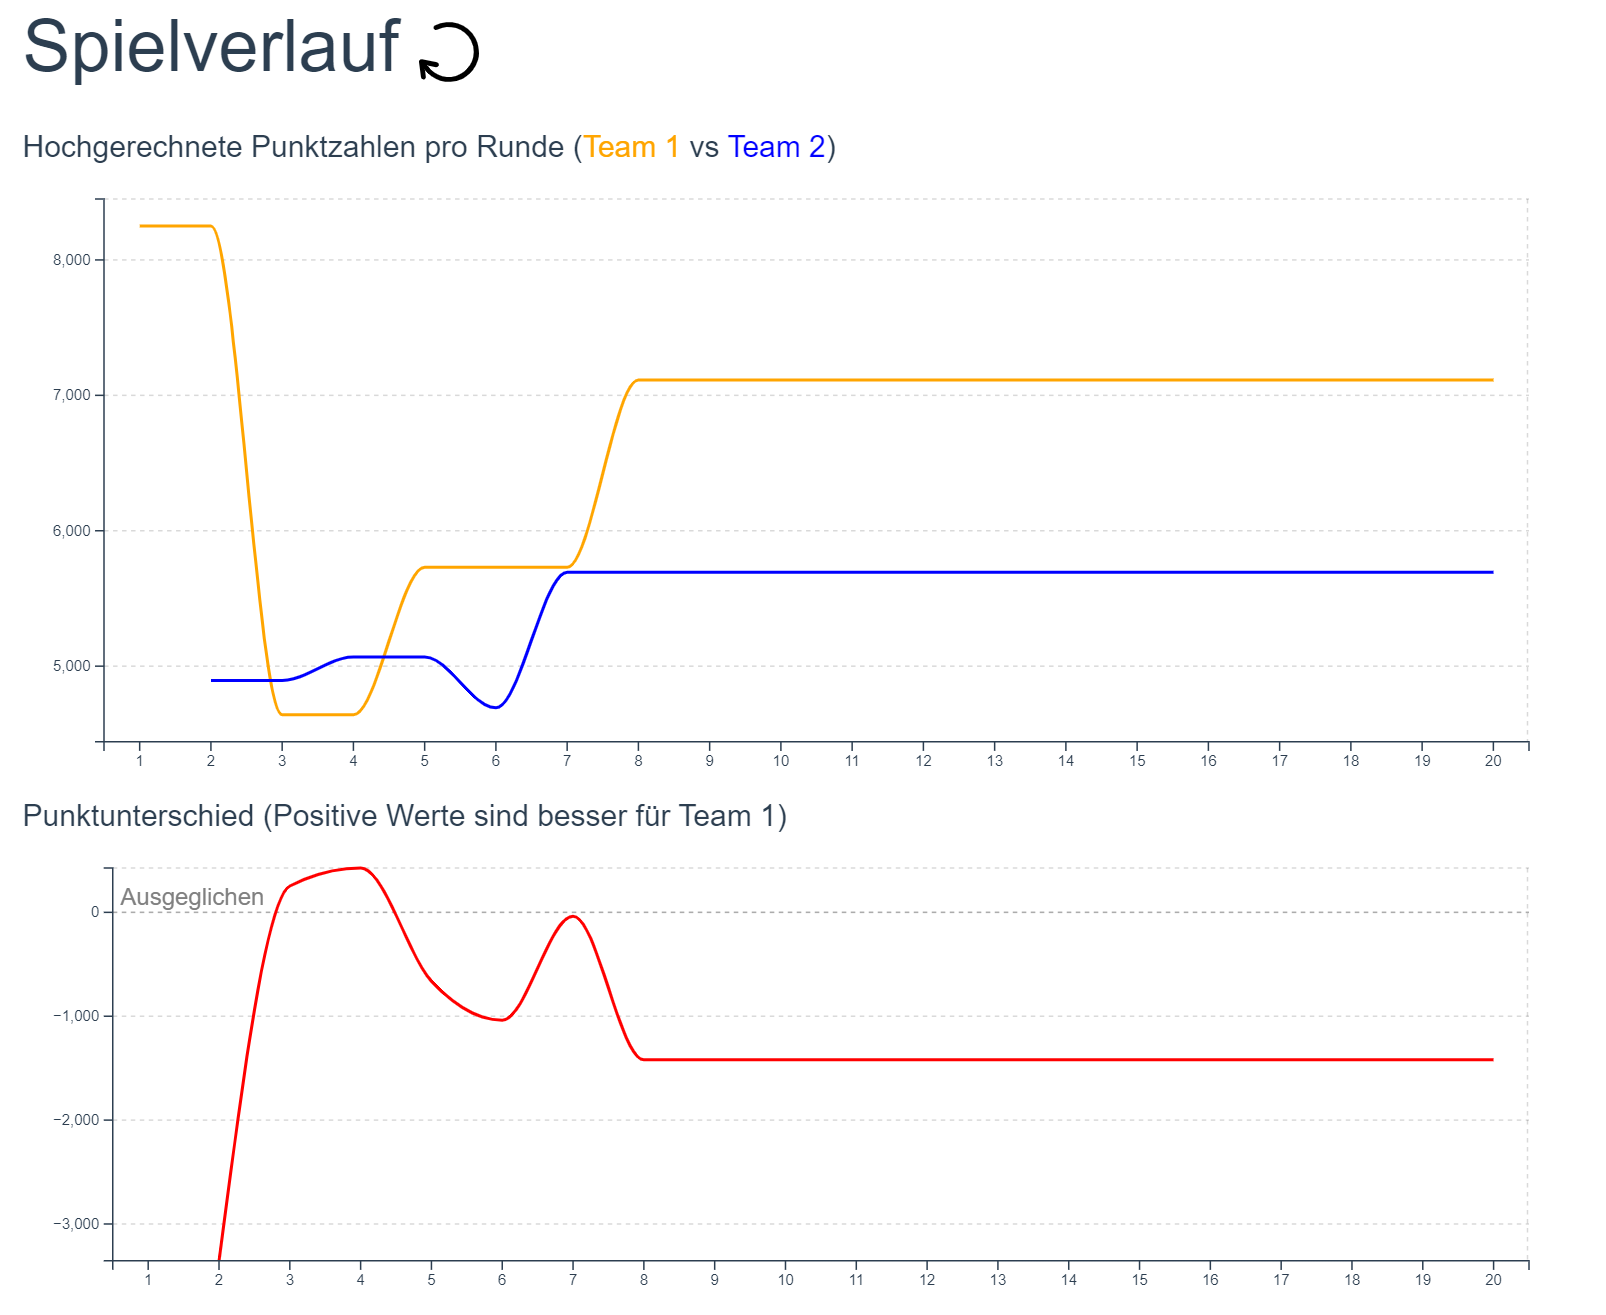 Spielverlauf
Hochgerechnete Punktzahlen pro Runde (Team 1 vs Team 2)
8,000
7,000
6,000
5,000
1 2 3 4 5 6 7 8 9 10 11 12 13 14 15 16 17 18 19 20
Punktunterschied (Positive Werte sind besser für Team 1)
Ausgeglichen
0
−1,000
−2,000
−3,000
1 2 3 4 5 6 7 8 9 10 11 12 13 14 15 16 17 18 19 20